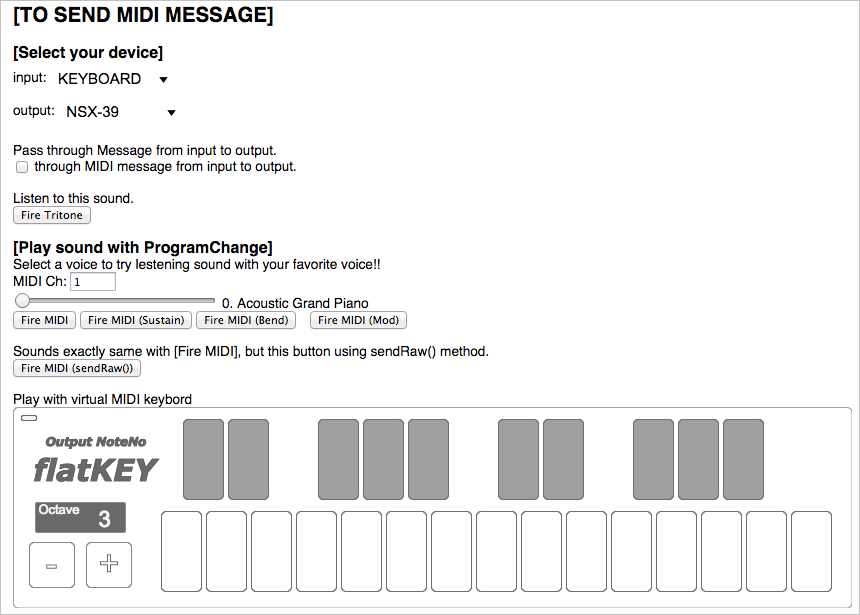 [TO SEND MIDI MESSAGE]
[Select your device]
input: KEYBOARD
output: NSX-39
Pass through Message from input to output.
through MIDI message from input to output.
Listen to this sound.
Fire Tritone
[Play sound with ProgramChange]
Select a voice to try lestening sound with your favorite voice!!
MIDI Ch: 1
0. Acoustic Grand Piano
Fire MIDI Fire MIDI (Sustain) Fire MIDI (Bend) Fire MIDI (Mod)
Sounds exactly same with [Fire MIDI], but this button using sendRaw() method.
Fire MIDI (sendRaw())
Play with virtual MIDI keybord
Output NoteNo
flatKEY
Octave 3
- +